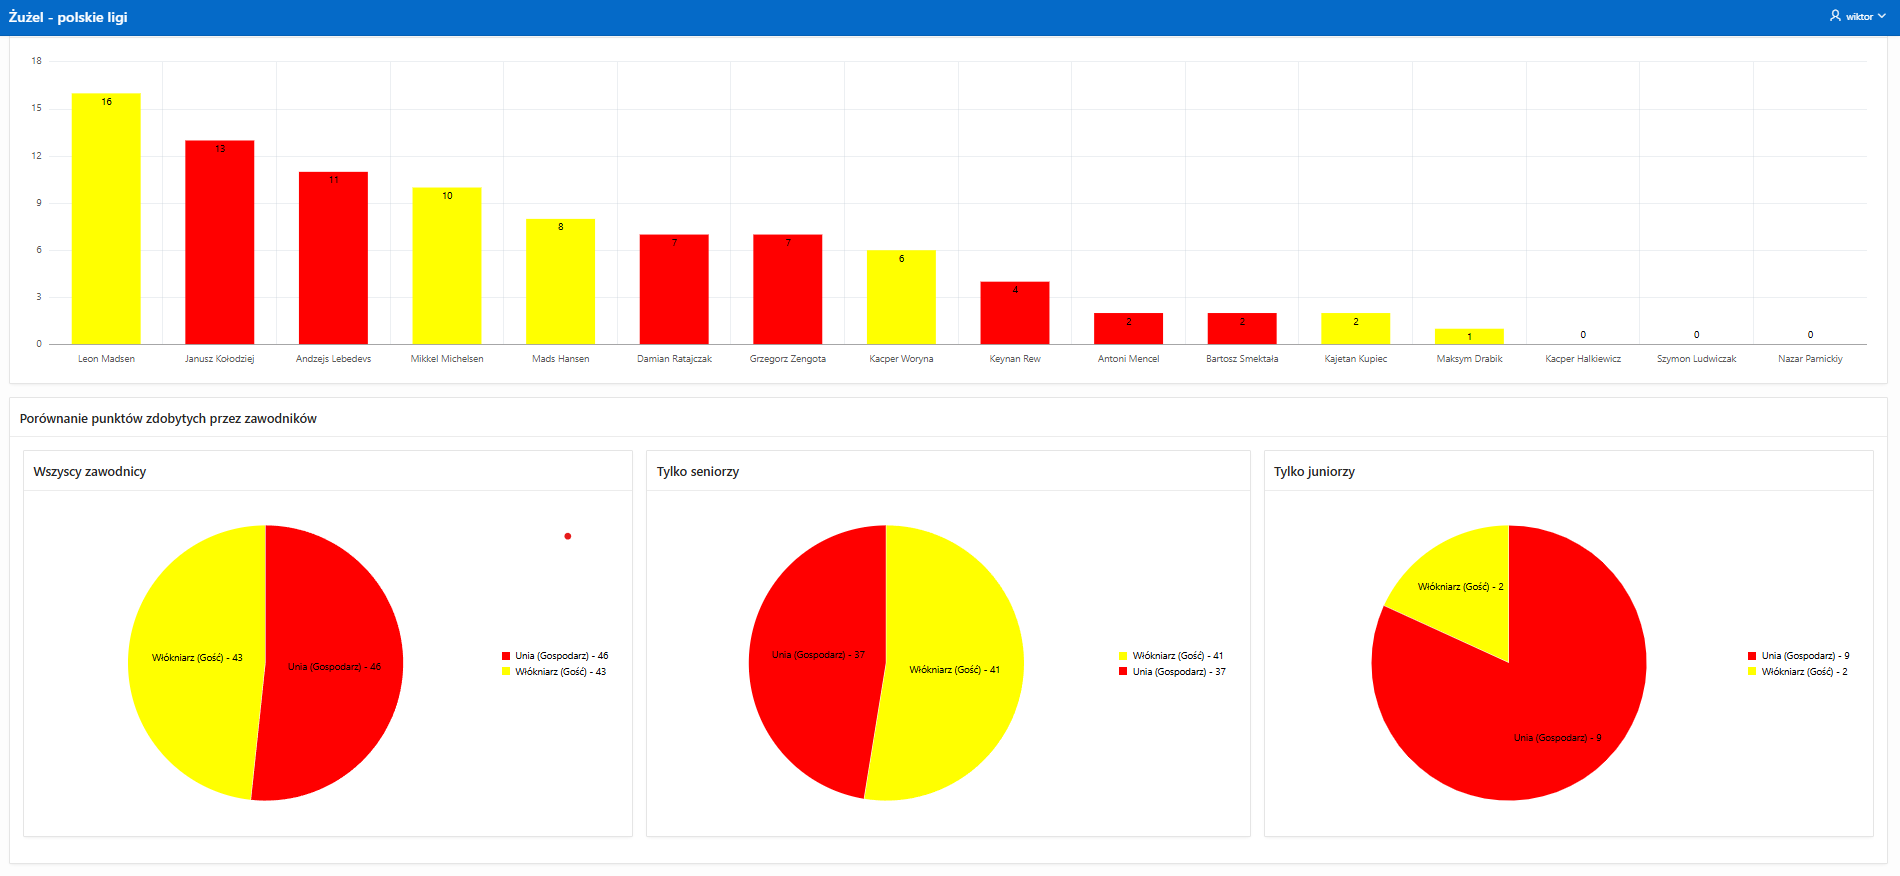 Żużel - polskie ligi
wiktor
18
15
12
9
6
3
0
16
13
11
10
8
7
7
6
4
2
2
2
1
0
0
0
Leon Madsen
Janusz Kołodziej
Andzejs Lebedevs
Mikkel Michelsen
Mads Hansen
Damian Ratajczak
Grzegorz Zengota
Kacper Woryna
Keynan Rew
Antoni Mencel
Bartosz Smektała
Kajetan Kupiec
Maksym Drabik
Kacper Halkiewicz
Szymon Ludwiczak
Nazar Parnickiy
Porównanie punktów zdobytych przez zawodników
Wszyscy zawodnicy
Włókniarz (Gość) - 43
Unia (Gospodarz) - 46
Unia (Gospodarz) - 46
Włókniarz (Gość) - 43
Tylko seniorzy
Unia (Gospodarz) - 37
Włókniarz (Gość) - 41
Włókniarz (Gość) - 41
Unia (Gospodarz) - 37
Tylko juniorzy
Włókniarz (Gość) - 2
Unia (Gospodarz) - 9
Unia (Gospodarz) - 9
Włókniarz (Gość) - 2